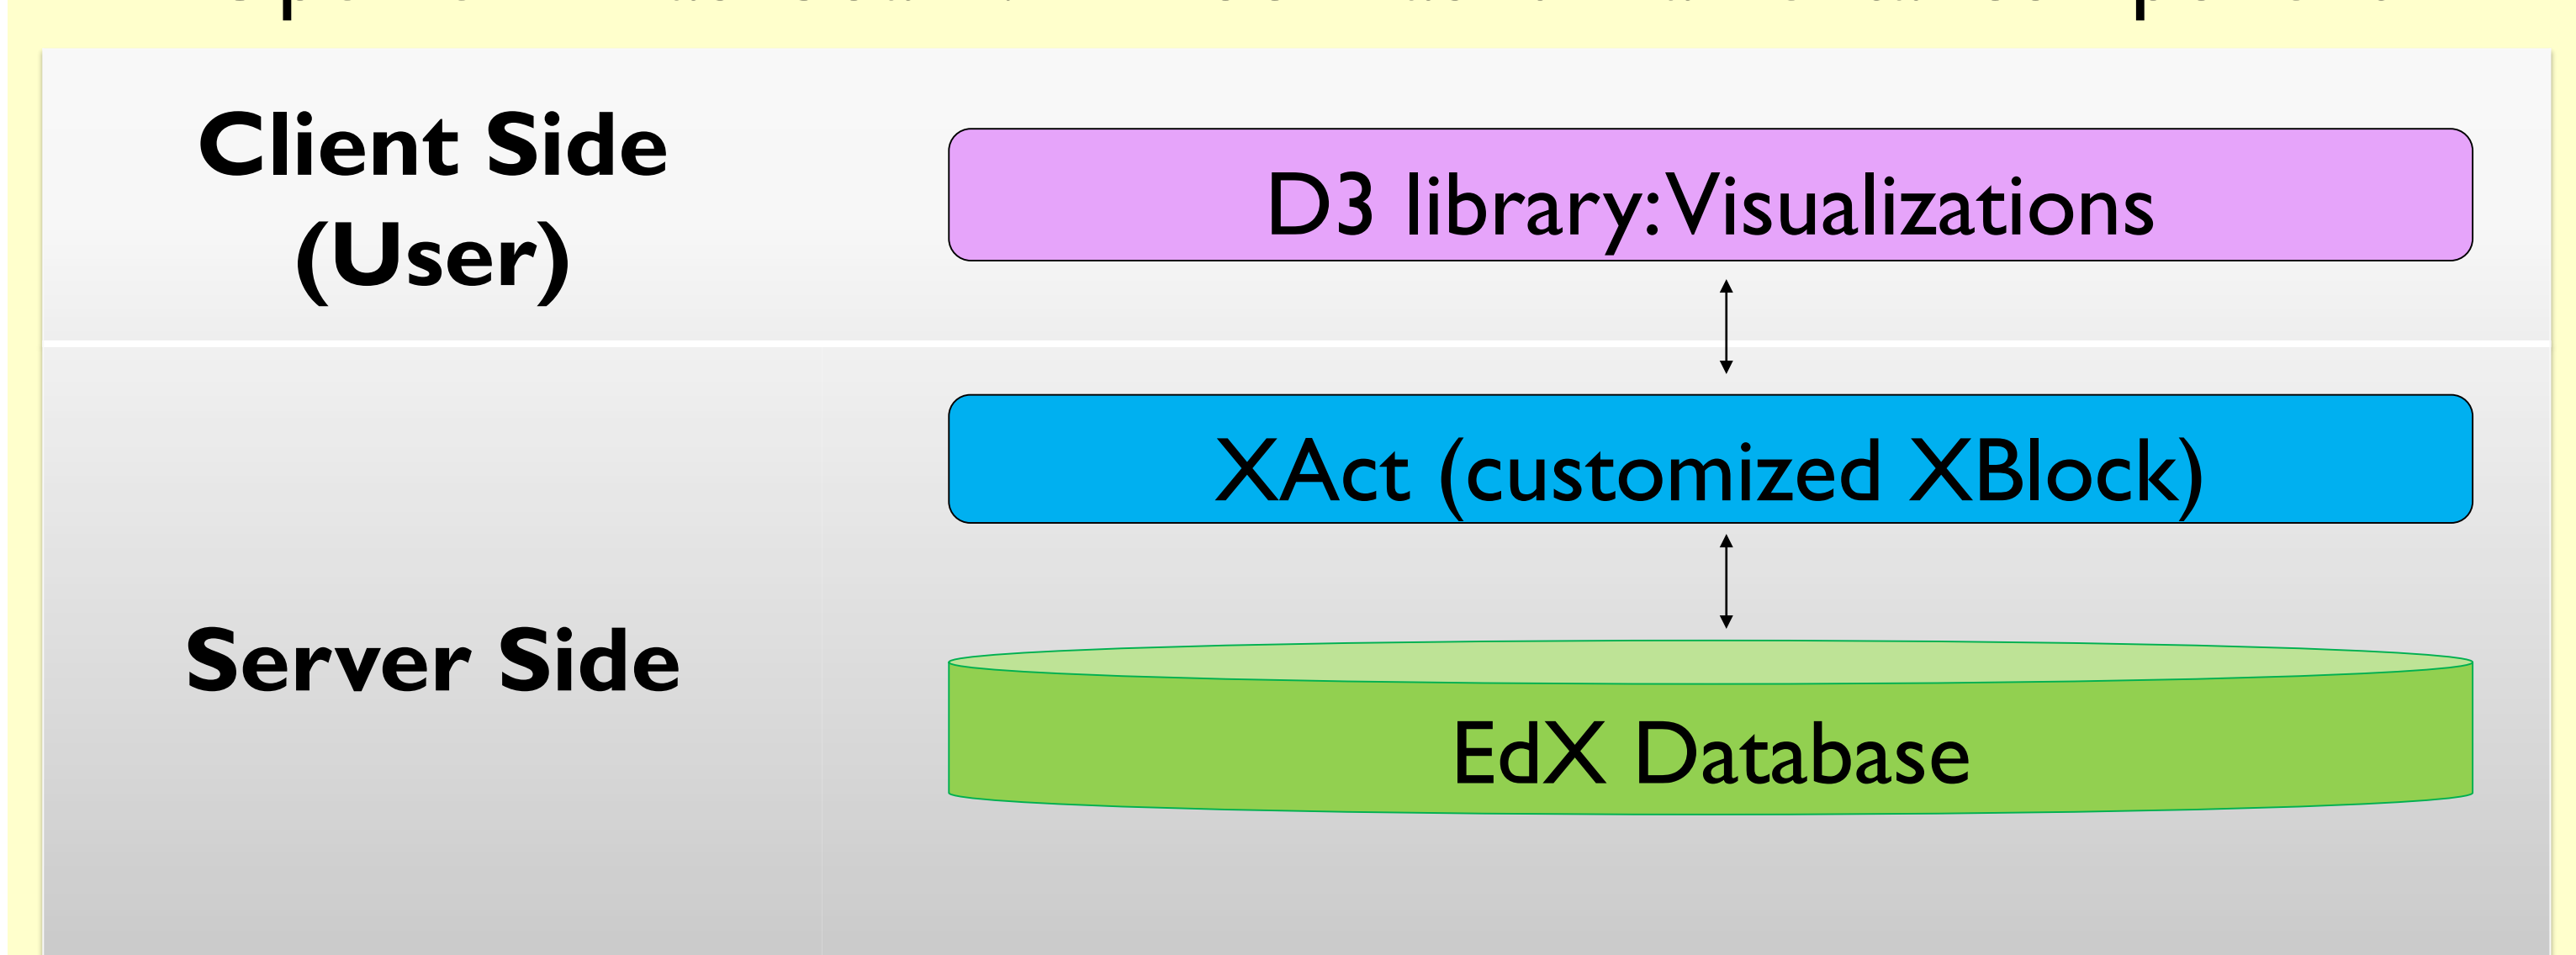 Client Side
(User)
D3 library: Visualizations
XAct (customized XBlock)
Server Side
EdX Database